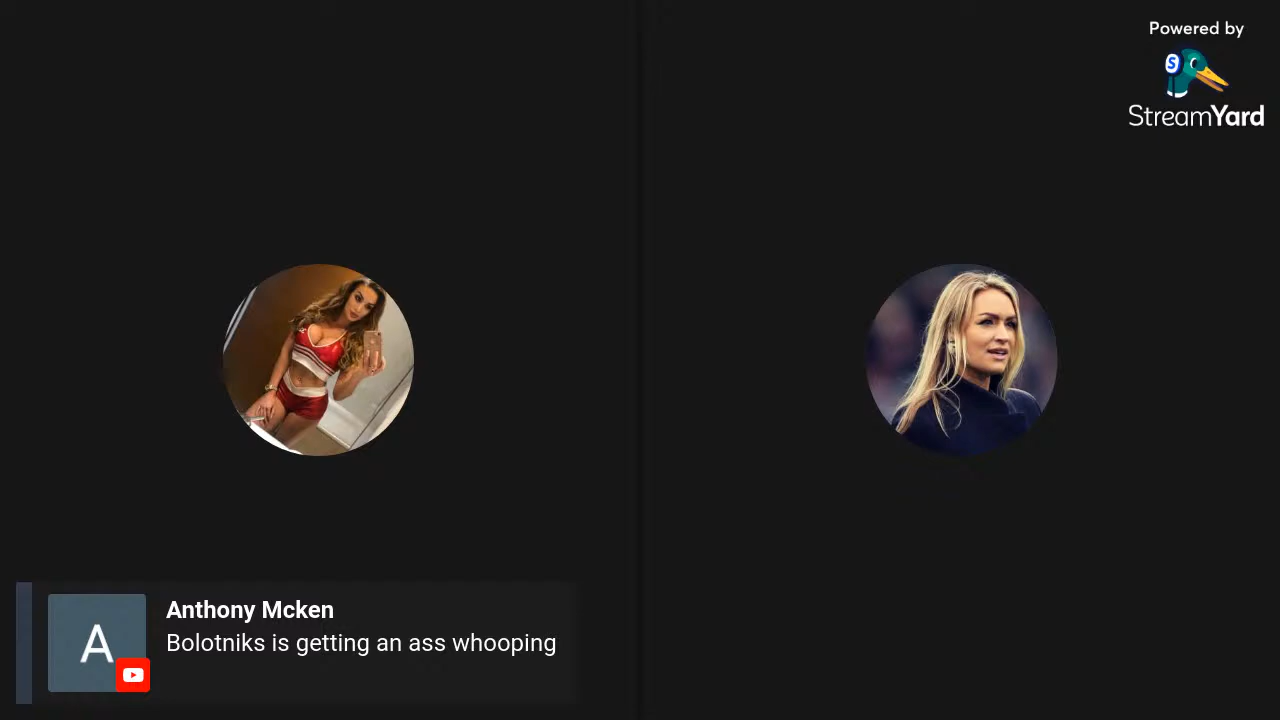 Powered by
S
StreamYard
A
Anthony Mcken
Bolotniks is getting an ass whooping